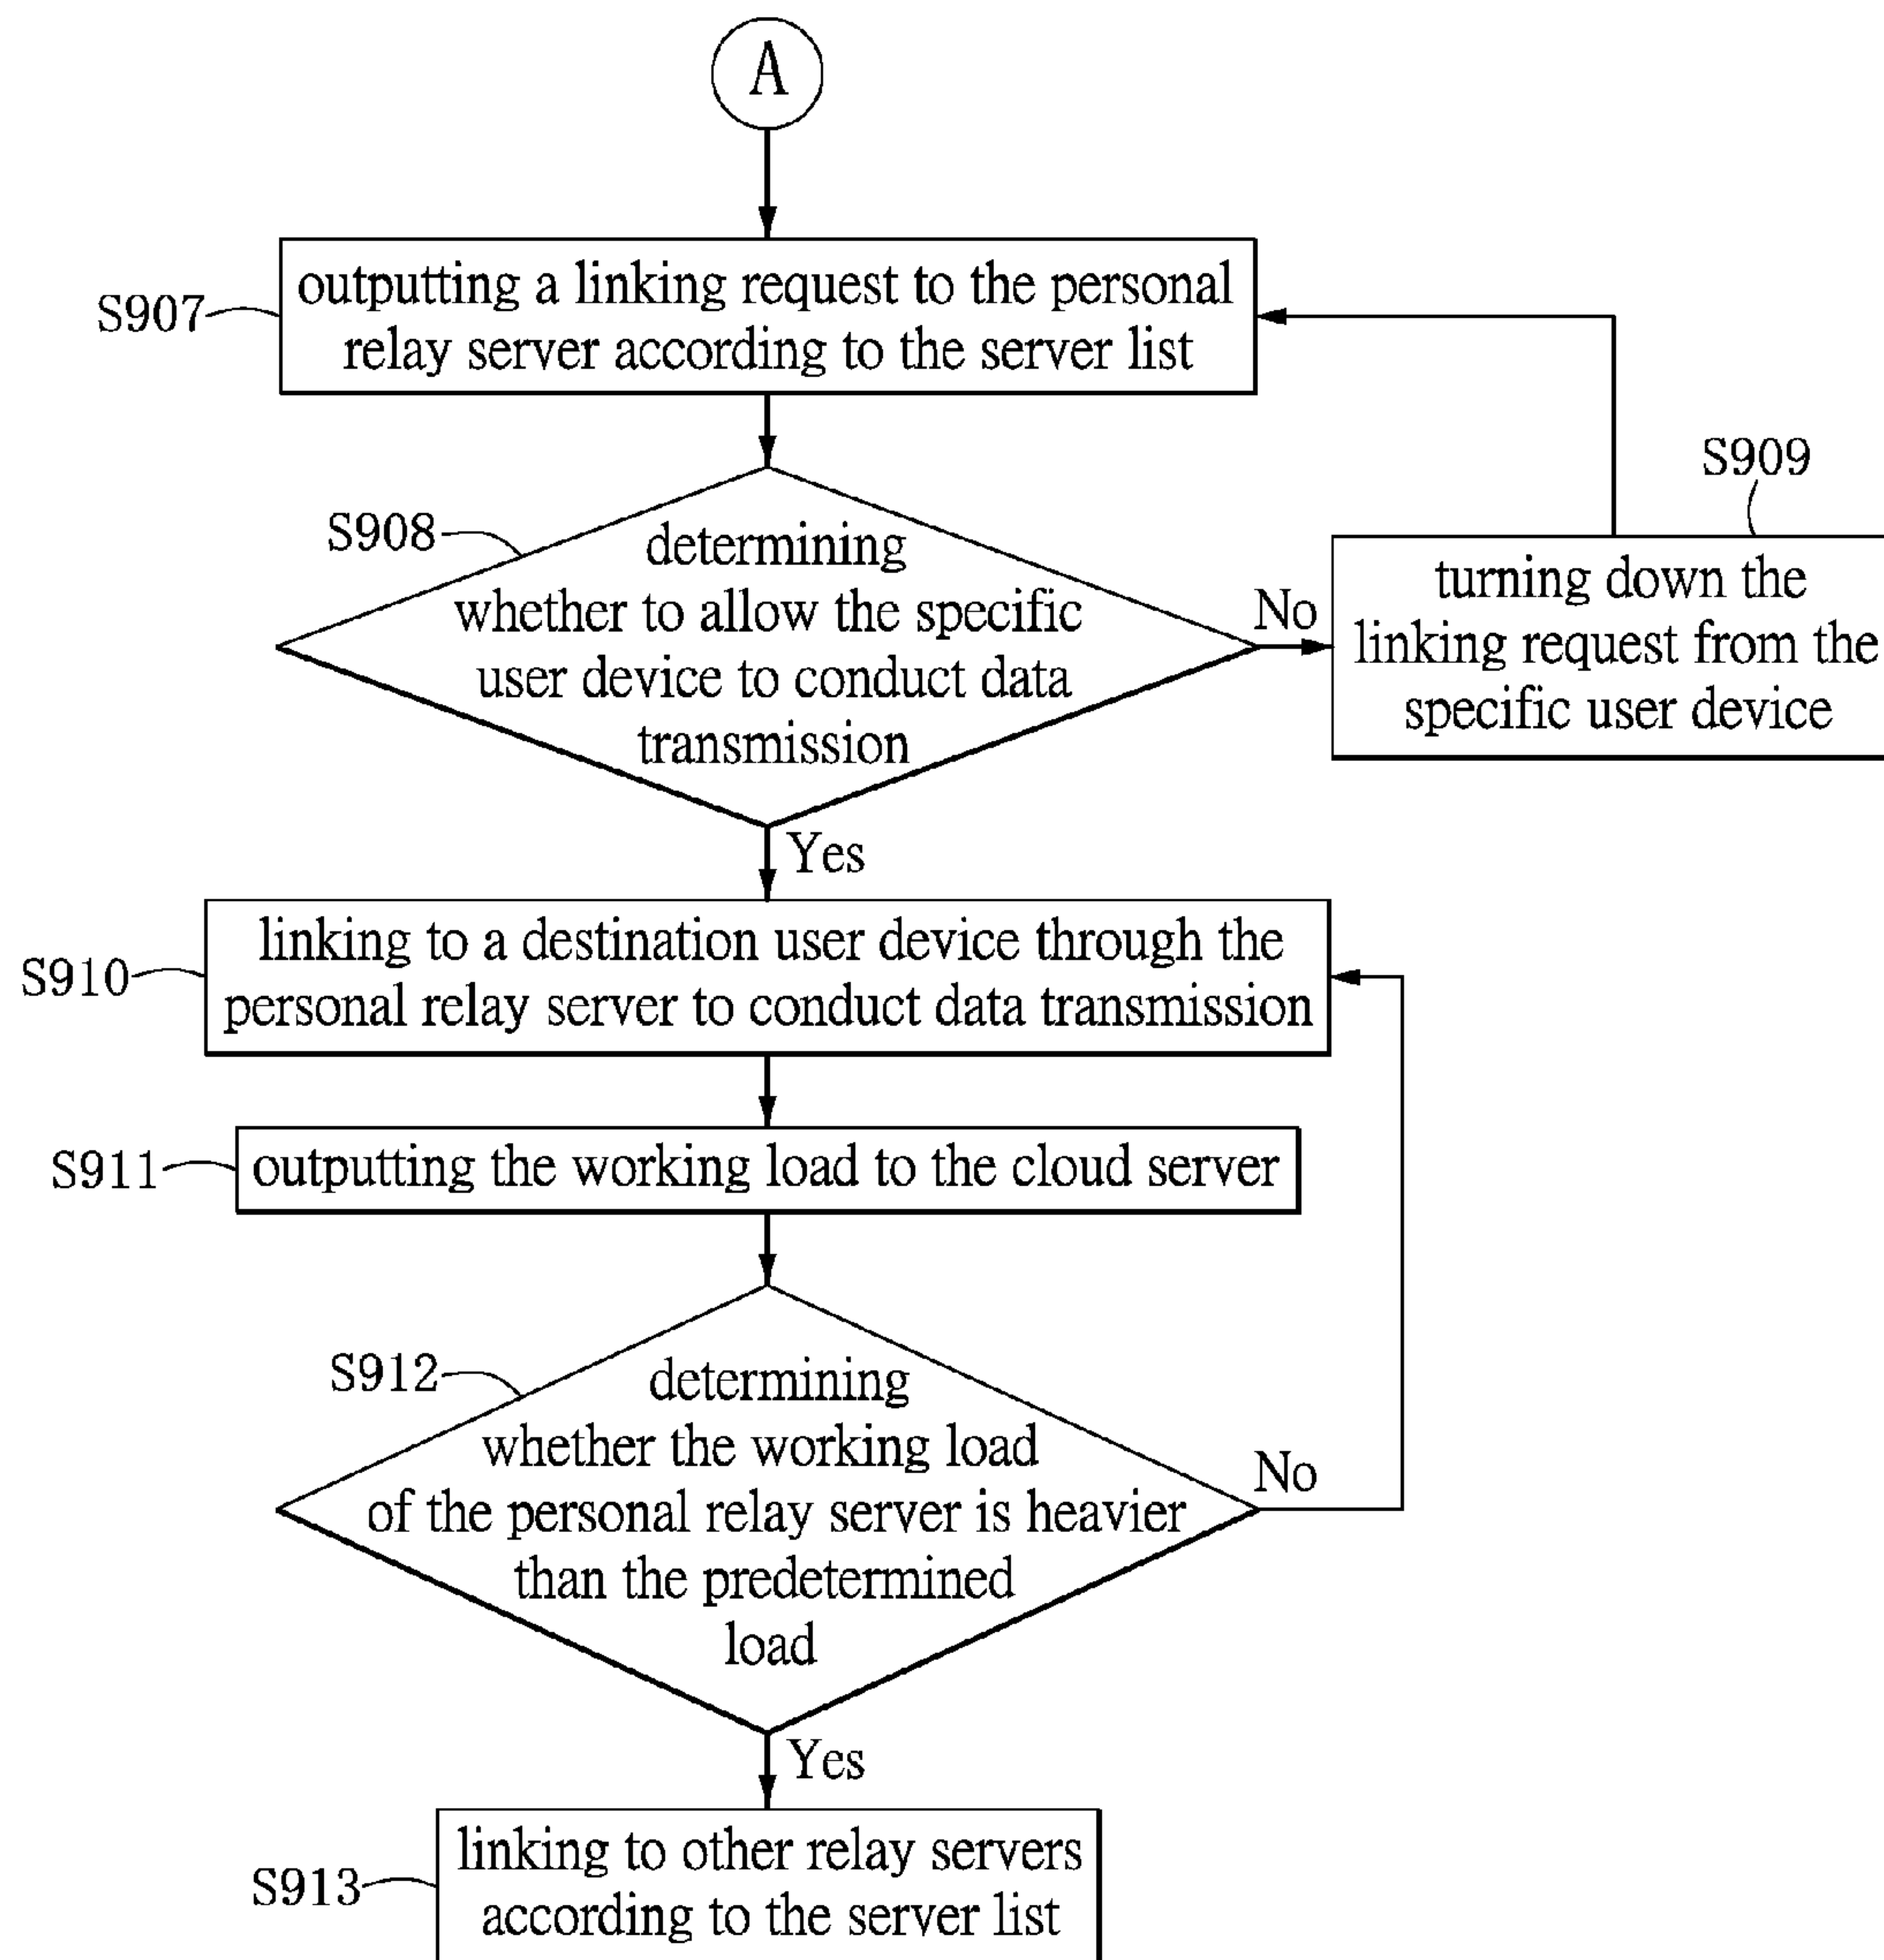 A
S907
outputting a linking request to the personal
relay server according to the server list
S908
determining
whether to allow the specific
user device to conduct data
transmission
No
S909
turning down the
linking request from the
specific user device
Yes
S910
linking to a destination user device through the
personal relay server to conduct data transmission
S911
outputting the working load to the cloud server
S912
determining
whether the working load
of the personal relay server is heavier
than the predetermined
load
No
Yes
S913
linking to other relay servers
according to the server list